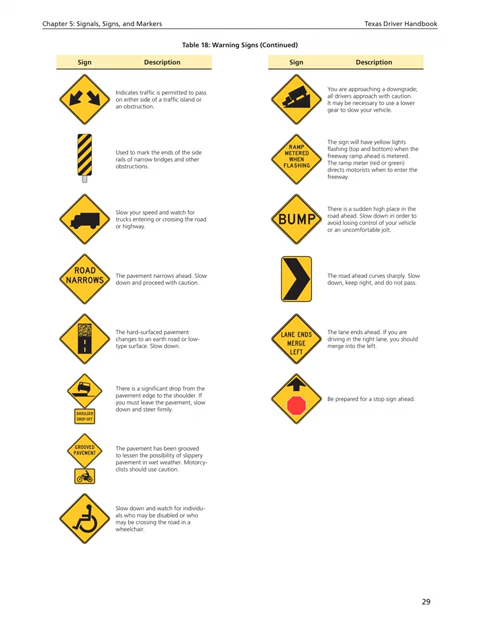 Chapter 5: Signals, Signs, and Markers
Texas Driver Handbook
Table 18: Warning Signs (Continued)
Sign Description
Indicates traffic is permitted to pass
on either side of a traffic island or
an obstruction.
Used to mark the ends of the side
rails of narrow bridges and other
obstructions.
Slow your speed and watch for
trucks entering or crossing the road
or highway.
ROAD
NARROWS
The pavement narrows ahead. Slow
down and proceed with caution.
The hard-surfaced pavement
changes to an earth road or low-
type surface. Slow down.
SHOULDER
DROP-OFF
There is a significant drop from the
pavement edge to the shoulder. If
you must leave the pavement, slow
down and steer firmly.
GROOVED
PAVEMENT
The pavement has been grooved
to lessen the possibility of slippery
pavement in wet weather. Motorcy-
clists should use caution.
Slow down and watch for individu-
als who may be disabled or who
may be crossing the road in a
wheelchair.
Sign Description
You are approaching a downgrade;
all drivers approach with caution.
It may be necessary to use a lower
gear to slow your vehicle.
RAMP
METERED
WHEN
FLASHING
The sign will have yellow lights
flashing (top and bottom) when the
freeway ramp ahead is metered.
The ramp meter (red or green)
directs motorists when to enter the
freeway.
BUMP
There is a sudden high place in the
road ahead. Slow down in order to
avoid losing control of your vehicle
or an uncomfortable jolt.
The road ahead curves sharply. Slow
down, keep right, and do not pass.
LANE ENDS
MERGE
LEFT
The lane ends ahead. If you are
driving in the right lane, you should
merge into the left.
Be prepared for a stop sign ahead.
29